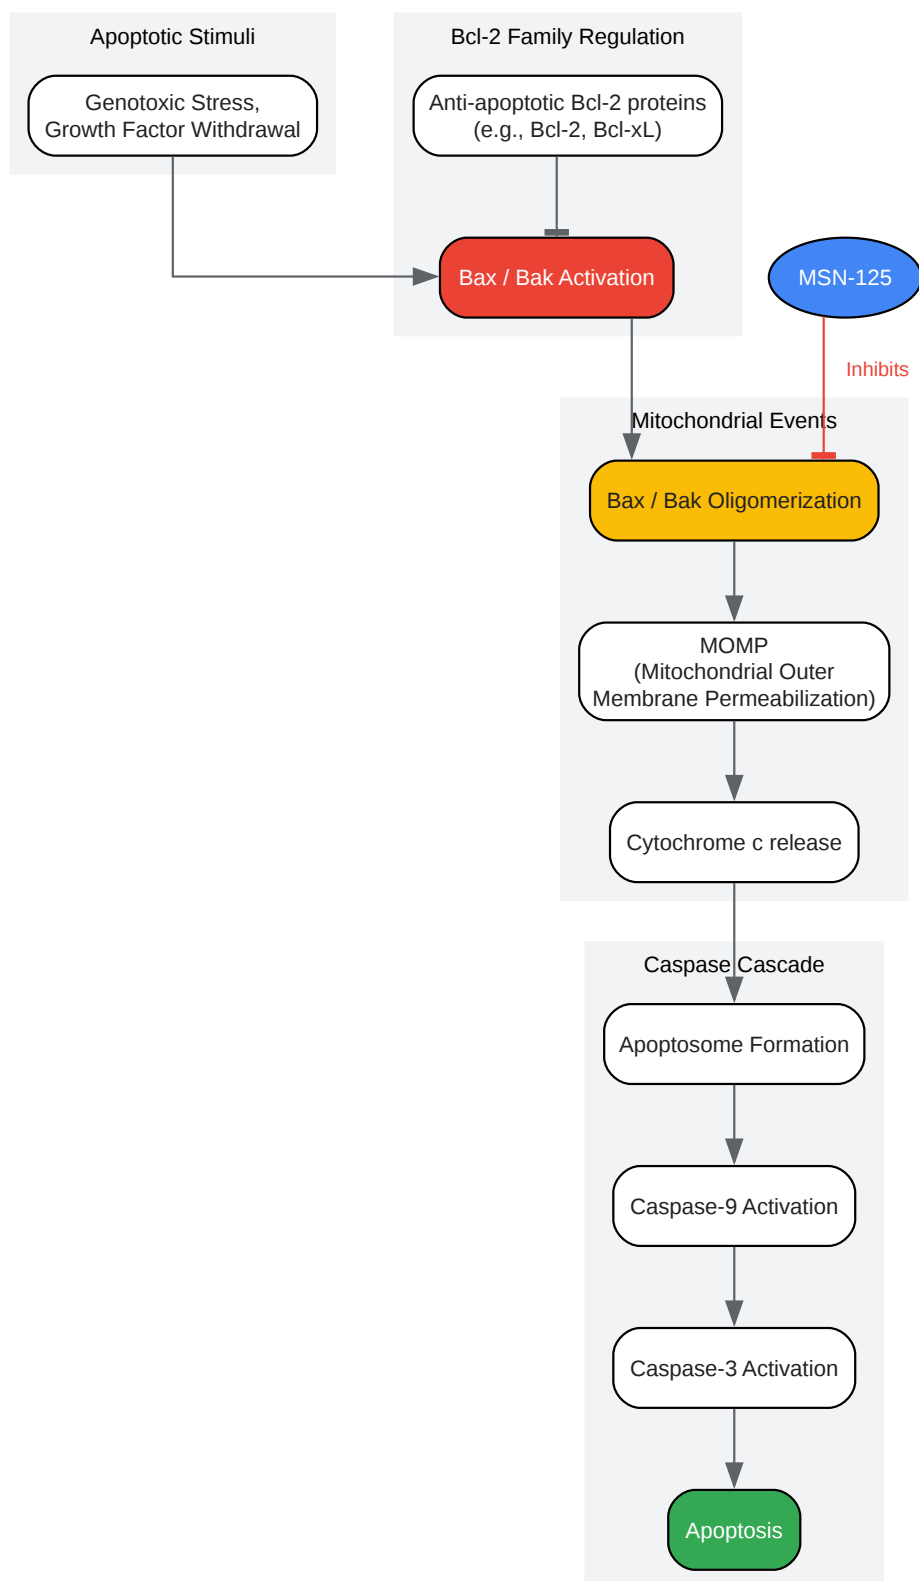 Apoptotic Stimuli
Genotoxic Stress,
Growth Factor Withdrawal
Bcl-2 Family Regulation
Anti-apoptotic Bcl-2 proteins
(e.g., Bcl-2, Bcl-xL)
Bax / Bak Activation
MSN-125
Inhibits
Mitochondrial Events
Bax / Bak Oligomerization
MOMP
(Mitochondrial Outer
Membrane Permeabilization)
Cytochrome c release
Caspase Cascade
Apoptosome Formation
Caspase-9 Activation
Caspase-3 Activation
Apoptosis